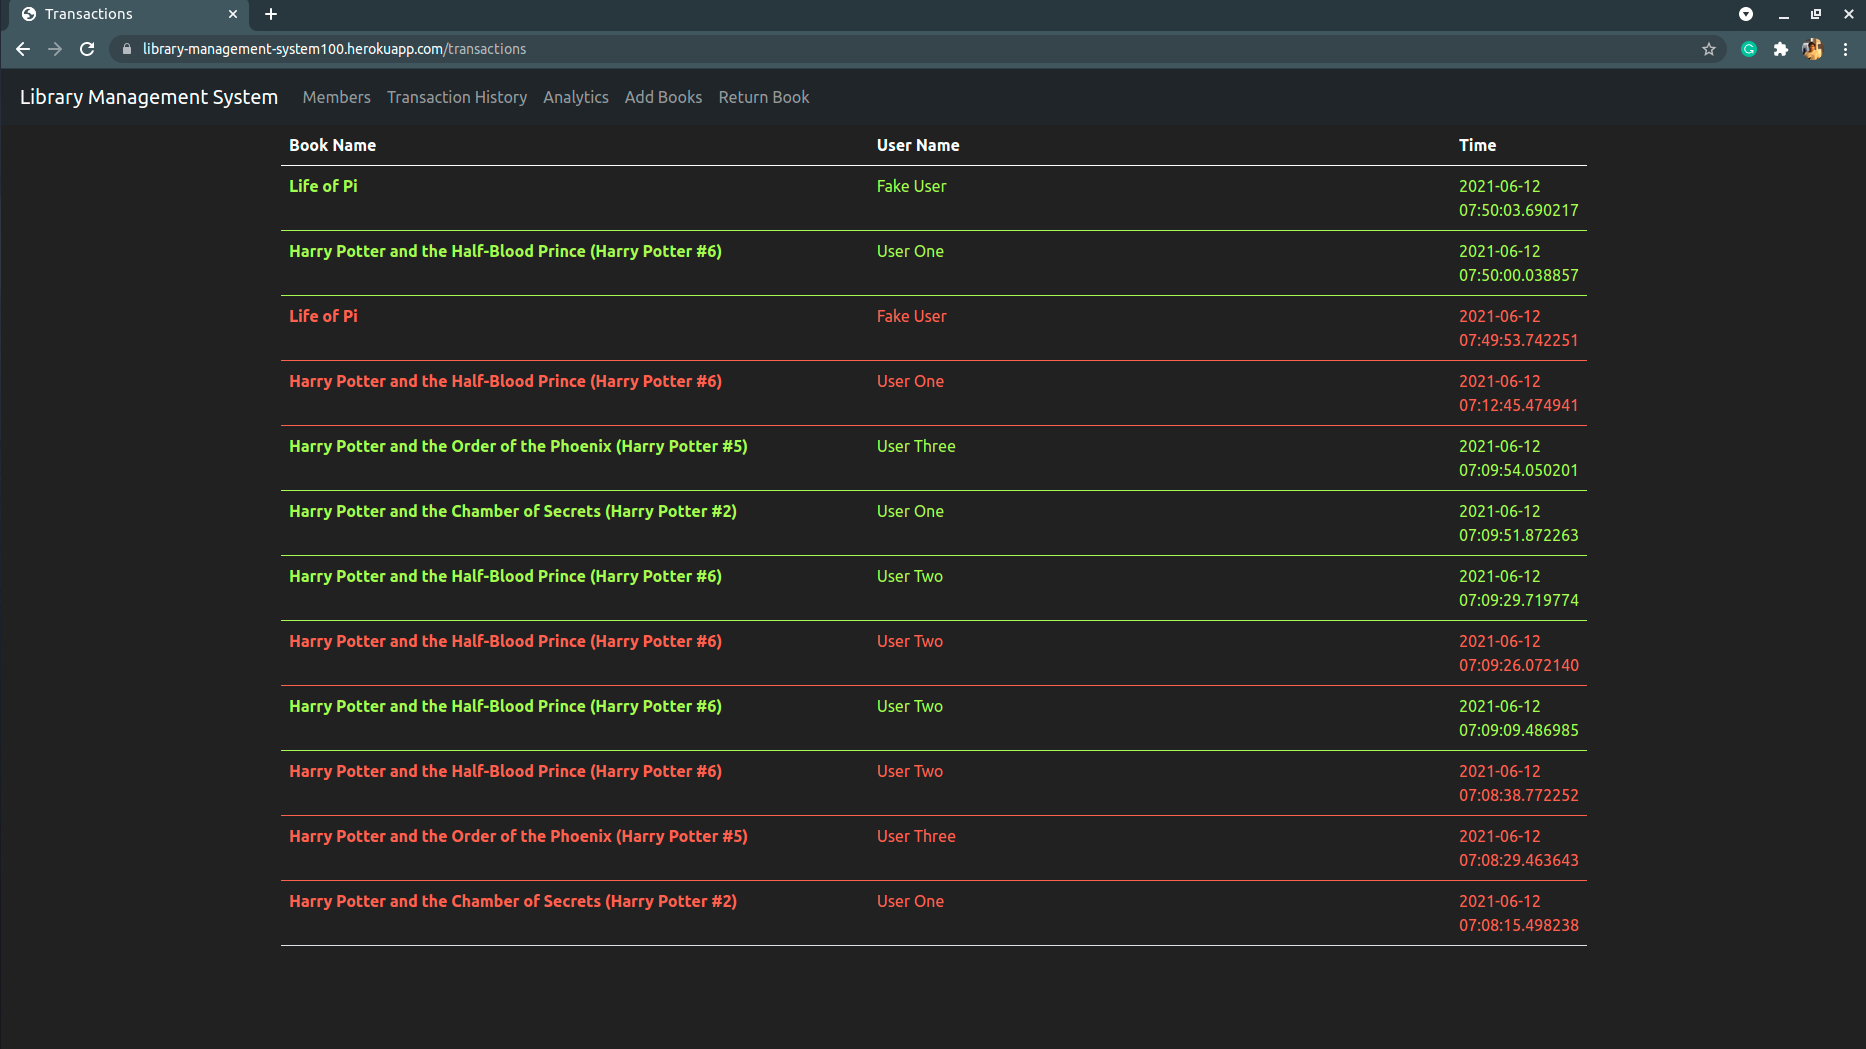 Transactions
library-management-system100.herokuapp.com/transactions
Library Management System Members Transaction History Analytics Add Books Return Book
Book Name User Name Time
Life of Pi Fake User 2021-06-12
07:50:03.690217
Harry Potter and the Half-Blood Prince (Harry Potter #6) User One 2021-06-12
07:50:00.038857
Life of Pi Fake User 2021-06-12
07:49:53.742251
Harry Potter and the Half-Blood Prince (Harry Potter #6) User One 2021-06-12
07:12:45.474941
Harry Potter and the Order of the Phoenix (Harry Potter #5) User Three 2021-06-12
07:09:54.050201
Harry Potter and the Chamber of Secrets (Harry Potter #2) User One 2021-06-12
07:09:51.872263
Harry Potter and the Half-Blood Prince (Harry Potter #6) User Two 2021-06-12
07:09:29.719774
Harry Potter and the Half-Blood Prince (Harry Potter #6) User Two 2021-06-12
07:09:26.072140
Harry Potter and the Half-Blood Prince (Harry Potter #6) User Two 2021-06-12
07:09:09.486985
Harry Potter and the Half-Blood Prince (Harry Potter #6) User Two 2021-06-12
07:08:38.772252
Harry Potter and the Order of the Phoenix (Harry Potter #5) User Three 2021-06-12
07:08:29.463643
Harry Potter and the Chamber of Secrets (Harry Potter #2) User One 2021-06-12
07:08:15.498238